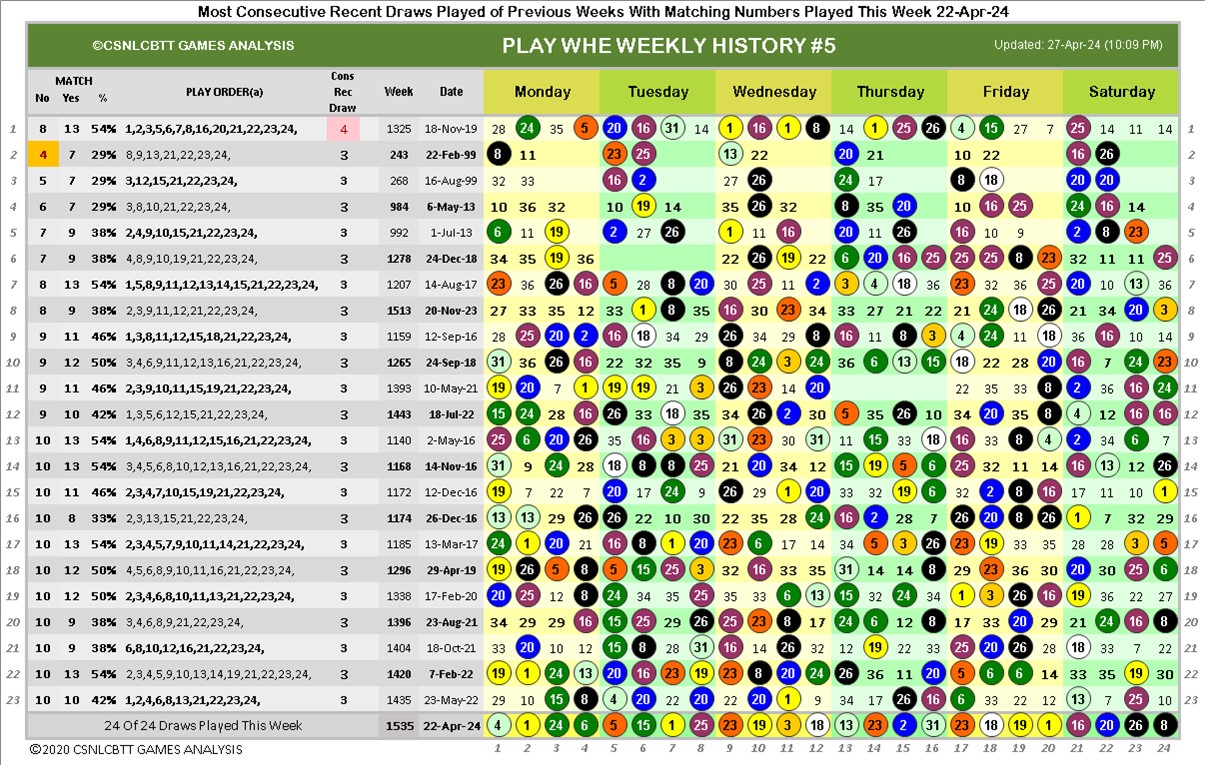 Most Consecutive Recent Draws Played of Previous Weeks With Matching Numbers Played This Week 22-Apr-24
©CSNLCBTT GAMES ANALYSIS PLAY WHE WEEKLY HISTORY #5 Updated: 27-Apr-24 (10:09 PM)
No MATCH Yes % PLAY ORDER(a) Cons Rec Draw Week Date Monday Tuesday Wednesday Thursday Friday Saturday
1 8 13 54% 1,2,3,5,6,7,8,16,20,21,22,23,24, 4 1325 18-Nov-19 28 24 35 5 20 16 31 14 1 16 1 8 14 1 25 26 4 15 27 7 25 14 11 14 1
2 4 7 29% 8,9,13,21,22,23,24, 3 243 22-Feb-99 8 11 23 25 13 22 20 21 10 22 16 26 2
3 5 7 29% 3,12,15,21,22,23,24, 3 268 16-Aug-99 32 33 16 2 27 26 24 17 8 18 20 20 3
4 6 7 29% 3,8,10,21,22,23,24, 3 984 6-May-13 10 36 32 10 19 14 35 26 32 8 35 20 10 16 25 24 16 14 4
5 7 9 38% 2,4,9,10,15,21,22,23,24, 3 992 1-Jul-13 6 11 19 2 27 26 1 11 16 20 11 26 16 10 9 2 8 23 5
6 7 9 38% 4,8,9,10,19,21,22,23,24, 3 1278 24-Dec-18 34 35 19 36 22 26 19 22 6 20 16 25 25 25 8 23 32 11 11 25 6
7 8 13 54% 1,5,8,9,11,12,13,14,15,21,22,23,24, 3 1207 14-Aug-17 23 36 26 16 5 28 8 20 30 25 11 2 3 4 18 36 23 32 36 25 20 10 13 36 7
8 8 9 38% 2,3,9,11,12,21,22,23,24, 3 1513 20-Nov-23 27 33 35 12 33 1 8 35 16 30 23 34 33 27 21 22 21 24 18 26 21 34 20 3 8
9 9 11 46% 1,3,8,11,12,15,18,21,22,23,24, 3 1159 12-Sep-16 28 25 20 2 16 18 34 29 26 34 9 8 16 11 8 3 4 24 11 18 36 16 10 14 9
10 9 12 50% 3,4,6,9,11,12,13,16,21,22,23,24, 3 1265 24-Sep-18 31 36 26 16 22 32 35 9 8 24 3 24 36 6 13 15 18 22 28 20 16 7 24 23 10
11 9 11 46% 2,3,9,10,11,15,19,21,22,23,24, 3 1393 10-May-21 19 20 7 1 19 19 21 3 26 23 14 20 22 35 33 8 2 36 16 24 11
12 9 10 42% 1,3,5,6,12,15,21,22,23,24, 3 1443 18-Jul-22 15 24 28 16 26 33 18 35 34 26 2 30 5 35 26 10 34 20 35 8 4 12 16 16 12
13 10 13 54% 1,4,6,8,9,11,12,15,16,21,22,23,24, 3 1140 2-May-16 25 6 20 26 35 16 3 3 31 23 30 31 11 15 33 18 16 33 8 4 2 34 6 7 13
14 10 13 54% 3,4,5,6,8,10,12,13,16,21,22,23,24, 3 1168 14-Nov-16 31 9 24 28 18 8 8 25 21 20 34 12 15 19 5 6 25 32 11 14 16 13 12 26 14
15 10 11 46% 2,3,4,7,10,15,19,21,22,23,24, 3 1172 12-Dec-16 19 7 22 7 20 17 24 9 26 29 1 20 33 32 19 6 32 2 8 16 17 11 10 1 15
16 10 8 33% 2,3,13,15,21,22,23,24, 3 1174 26-Dec-16 13 13 29 26 26 22 10 30 22 35 28 24 16 2 28 7 26 20 8 26 1 7 32 29 16
17 10 13 54% 2,3,4,5,7,9,10,11,14,21,22,23,24, 3 1185 13-Mar-17 24 1 20 21 16 8 1 20 23 6 17 14 34 5 3 26 23 19 33 35 28 28 3 5 17
18 10 12 50% 4,5,6,8,9,10,11,16,21,22,23,24, 3 1296 29-Apr-19 19 26 5 8 5 15 25 3 32 16 33 35 31 14 14 8 29 23 36 30 20 30 25 6 18
19 10 12 50% 2,3,4,6,8,10,11,13,21,22,23,24, 3 1338 17-Feb-20 20 25 12 8 24 34 35 25 35 33 6 13 15 32 24 34 1 3 26 16 19 36 22 27 19
20 10 9 38% 3,4,6,8,9,21,22,23,24, 3 1396 23-Aug-21 34 29 29 16 15 25 29 26 25 23 8 17 24 6 12 8 17 33 20 29 21 24 16 8 20
21 10 9 38% 6,8,10,12,16,21,22,23,24, 3 1404 18-Oct-21 33 20 10 12 15 8 28 31 16 14 26 32 12 19 22 33 25 20 26 28 18 33 7 22 21
22 10 13 54% 2,3,4,5,9,10,13,14,19,21,22,23,24, 3 1420 7-Feb-22 19 1 24 13 20 16 23 19 23 8 20 24 26 36 11 20 5 6 6 14 33 35 19 30 22
23 10 10 42% 1,2,4,6,8,13,21,22,23,24, 3 1435 23-May-22 29 10 15 8 4 20 22 20 22 20 1 9 34 17 26 16 6 33 22 29 13 7 25 10 23
24 Of 24 Draws Played This Week 1535 22-Apr-24 4 1 24 6 5 15 1 25 23 19 3 18 13 23 2 31 23 18 19 1 16 20 26 8
©2020 CSNLCBTT GAMES ANALYSIS 1 2 3 4 5 6 7 8 9 10 11 12 13 14 15 16 17 18 19 20 21 22 23 24